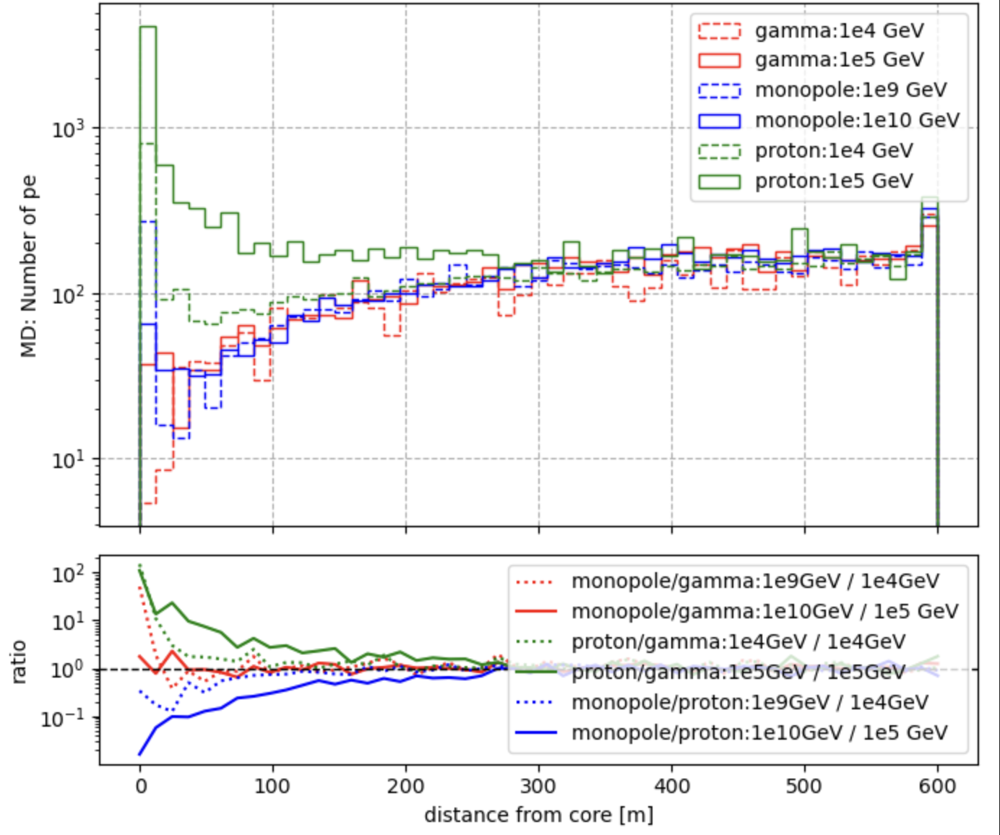 MD: Number of pe
10³
10²
10¹
gamma:1e4 GeV
gamma:1e5 GeV
monopole:1e9 GeV
monopole:1e10 GeV
proton:1e4 GeV
proton:1e5 GeV
ratio
10²
10¹
10⁰
10⁻¹
monopole/gamma:1e9GeV / 1e4GeV
monopole/gamma:1e10GeV / 1e5 GeV
proton/gamma:1e4GeV / 1e4GeV
proton/gamma:1e5GeV / 1e5GeV
monopole/proton:1e9GeV / 1e4GeV
monopole/proton:1e10GeV / 1e5 GeV
0 100 200 300 400 500 600
distance from core [m]